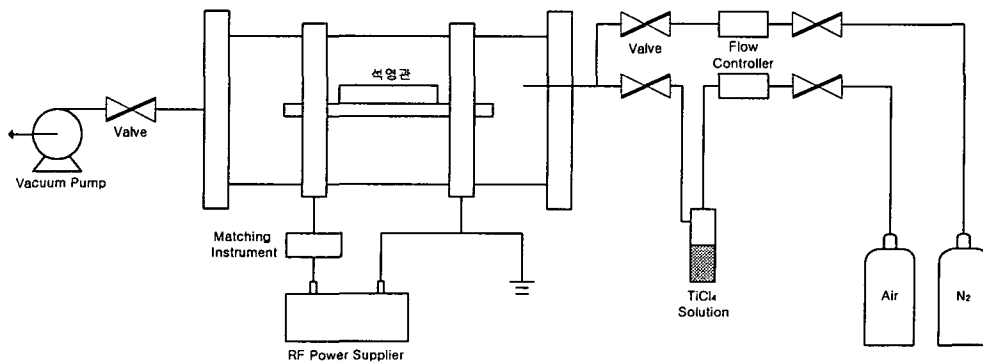 석영관
Valve
Flow
Controller
Valve
Vacuum Pump
Matching
Instrument
RF Power Supplier
TiCl₄
Solution
Air
N₂